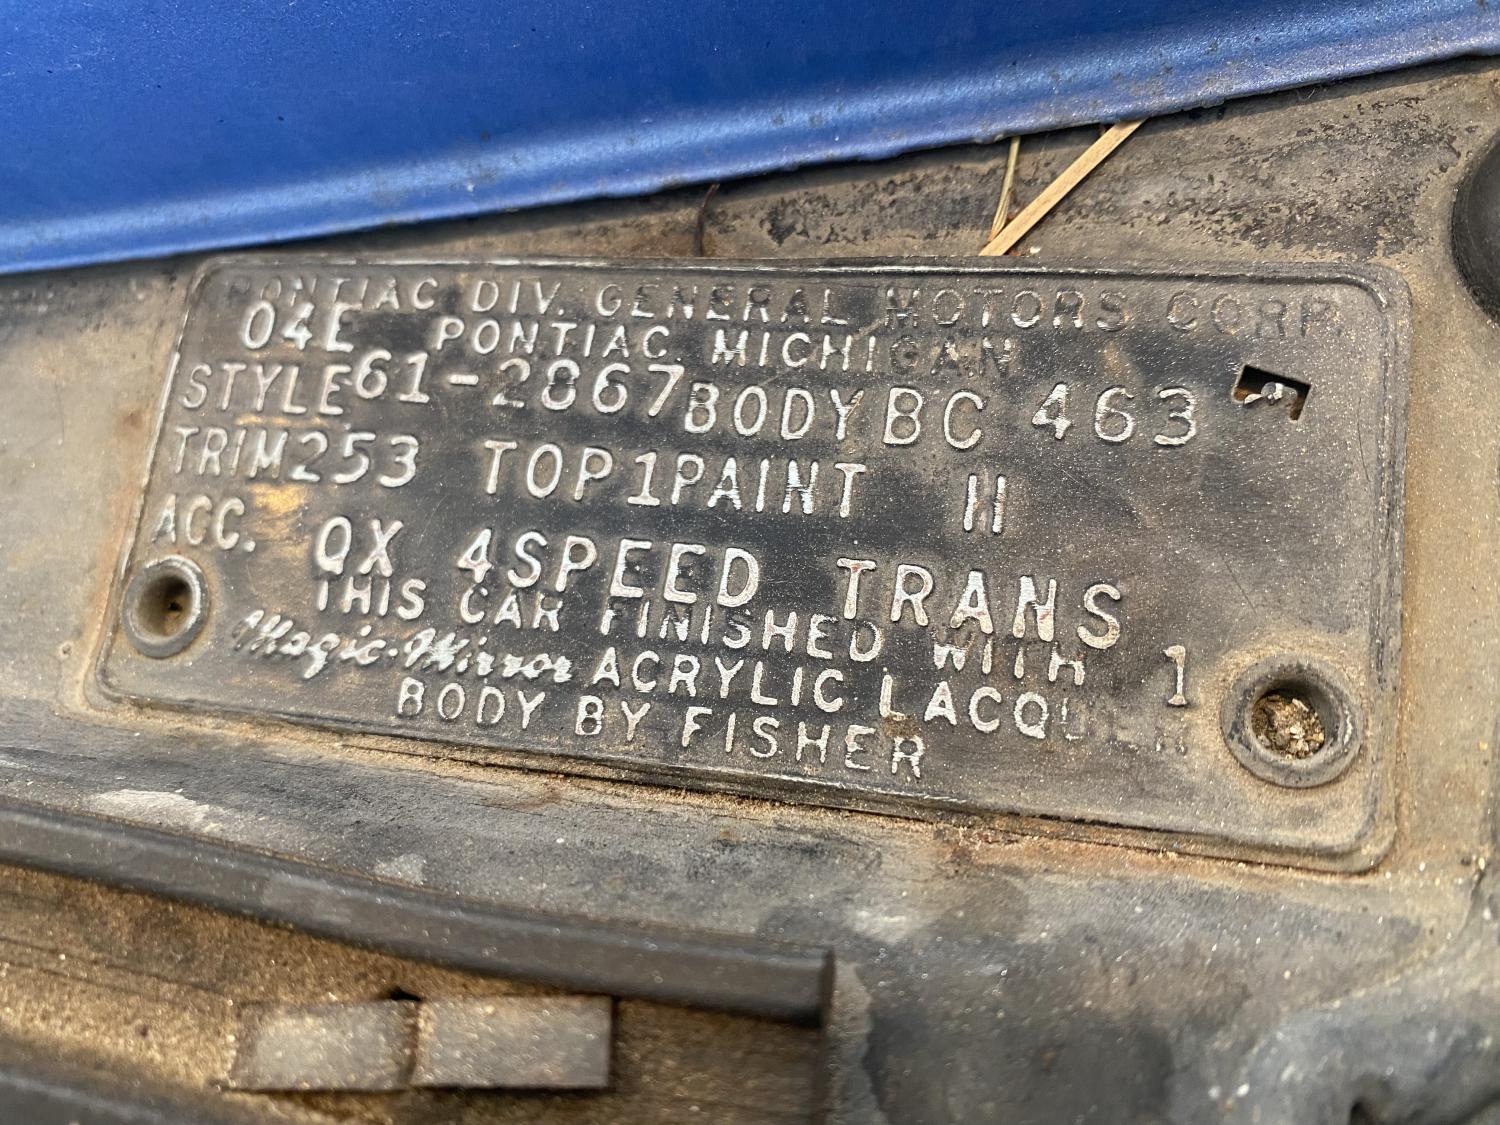 PONTIAC DIV. GENERAL MOTORS CORP.
04E PONTIAC, MICHIGAN
STYLE 61-2867 BODY BC 463
TRIM 253 TOP 1 PAINT H
ACC. QX 4SPEED TRANS
THIS CAR FINISHED WITH 1
Magic-Mirror ACRYLIC LACQUER
BODY BY FISHER